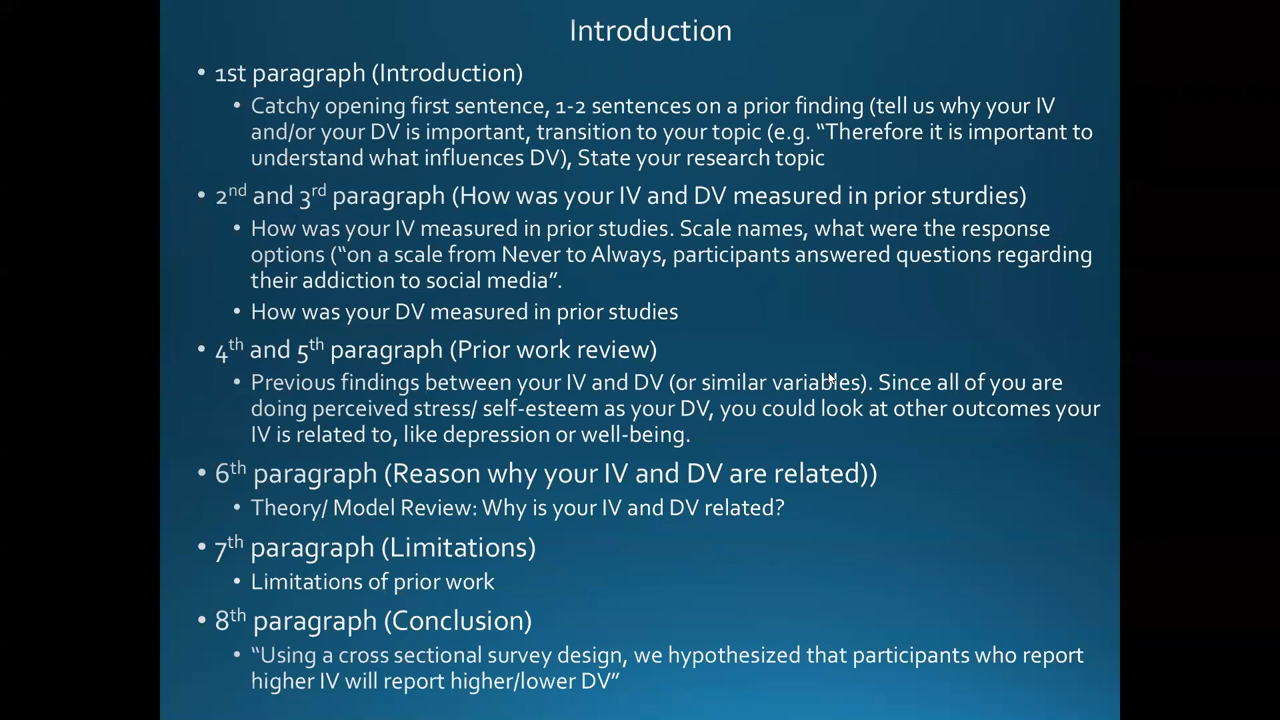 Introduction
• 1st paragraph (Introduction)
• Catchy opening first sentence, 1-2 sentences on a prior finding (tell us why your IV
and/or your DV is important, transition to your topic (e.g. “Therefore it is important to
understand what influences DV), State your research topic
• 2nd and 3rd paragraph (How was your IV and DV measured in prior sturdies)
• How was your IV measured in prior studies. Scale names, what were the response
options (“on a scale from Never to Always, participants answered questions regarding
their addiction to social media”.
• How was your DV measured in prior studies
• 4th and 5th paragraph (Prior work review)
• Previous findings between your IV and DV (or similar variables). Since all of you are
doing perceived stress/ self-esteem as your DV, you could look at other outcomes your
IV is related to, like depression or well-being.
• 6th paragraph (Reason why your IV and DV are related))
• Theory/ Model Review: Why is your IV and DV related?
• 7th paragraph (Limitations)
• Limitations of prior work
• 8th paragraph (Conclusion)
• “Using a cross sectional survey design, we hypothesized that participants who report
higher IV will report higher/lower DV”